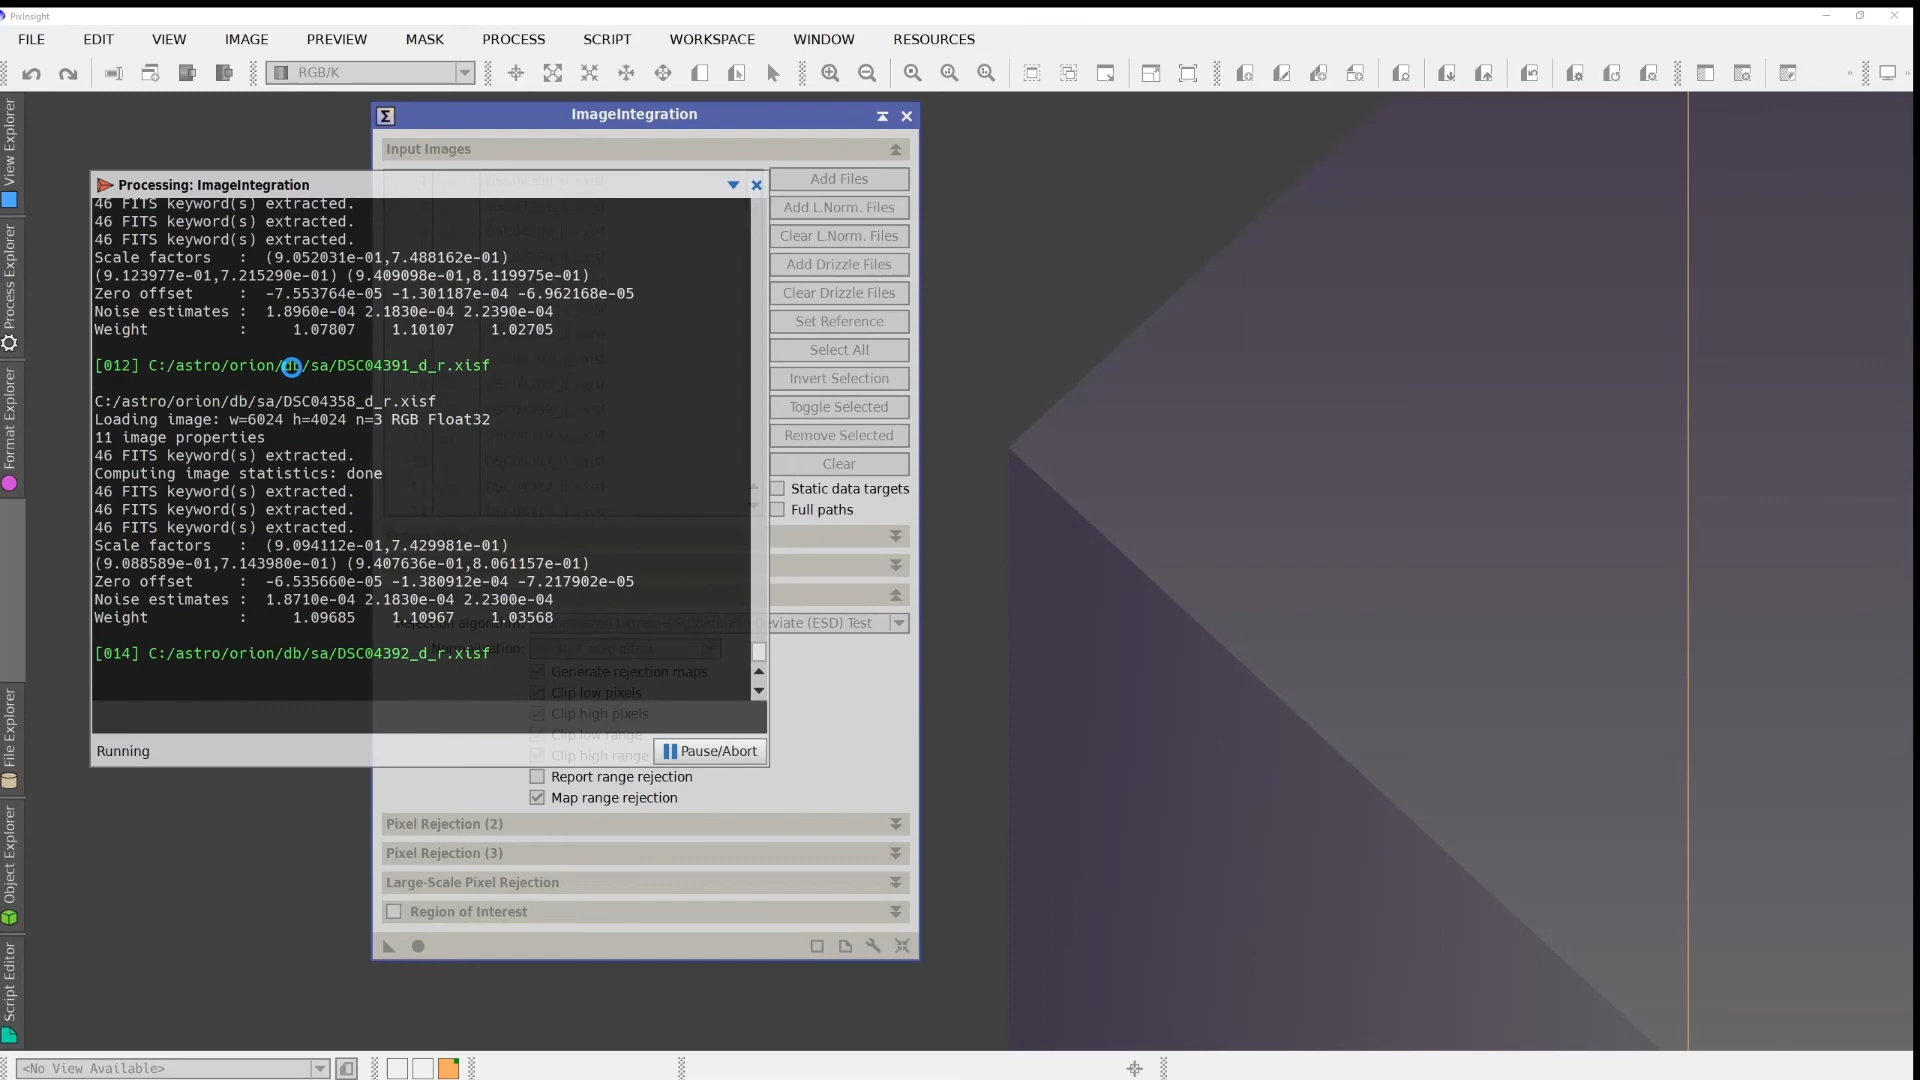 PixInsight
FILE EDIT VIEW IMAGE PREVIEW MASK PROCESS SCRIPT WORKSPACE WINDOW RESOURCES
RGB/K
View Explorer
Process Explorer
Format Explorer
File Explorer
Object Explorer
Script Editor
Σ ImageIntegration
Input Images
Processing: ImageIntegration
46 FITS keyword(s) extracted.
46 FITS keyword(s) extracted.
46 FITS keyword(s) extracted.
Scale factors : (9.052031e-01,7.488162e-01)
(9.123977e-01,7.215290e-01) (9.409098e-01,8.119975e-01)
Zero offset : -7.553764e-05 -1.301187e-04 -6.962168e-05
Noise estimates : 1.8960e-04 2.1830e-04 2.2390e-04
Weight : 1.07807 1.10107 1.02705
[012] C:/astro/orion/db/sa/DSC04391_d_r.xisf
C:/astro/orion/db/sa/DSC04358_d_r.xisf
Loading image: w=6024 h=4024 n=3 RGB Float32
11 image properties
46 FITS keyword(s) extracted.
Computing image statistics: done
46 FITS keyword(s) extracted.
46 FITS keyword(s) extracted.
46 FITS keyword(s) extracted.
Scale factors : (9.094112e-01,7.429981e-01)
(9.088589e-01,7.143980e-01) (9.407636e-01,8.061157e-01)
Zero offset : -6.535660e-05 -1.380912e-04 -7.217902e-05
Noise estimates : 1.8710e-04 2.1830e-04 2.2300e-04
Weight : 1.09685 1.10967 1.03568
[014] C:/astro/orion/db/sa/DSC04392_d_r.xisf
Running
Pause/Abort
Add Files
Add L.Norm. Files
Clear L.Norm. Files
Add Drizzle Files
Clear Drizzle Files
Set Reference
Select All
Invert Selection
Toggle Selected
Remove Selected
Clear
Static data targets
Full paths
Rejection algorithm: Deviate (ESD) Test
Generate rejection maps
Clip low pixels
Clip high pixels
Clip low range
Clip high range
Report range rejection
Map range rejection
Pixel Rejection (2)
Pixel Rejection (3)
Large-Scale Pixel Rejection
Region of Interest
<No View Available>